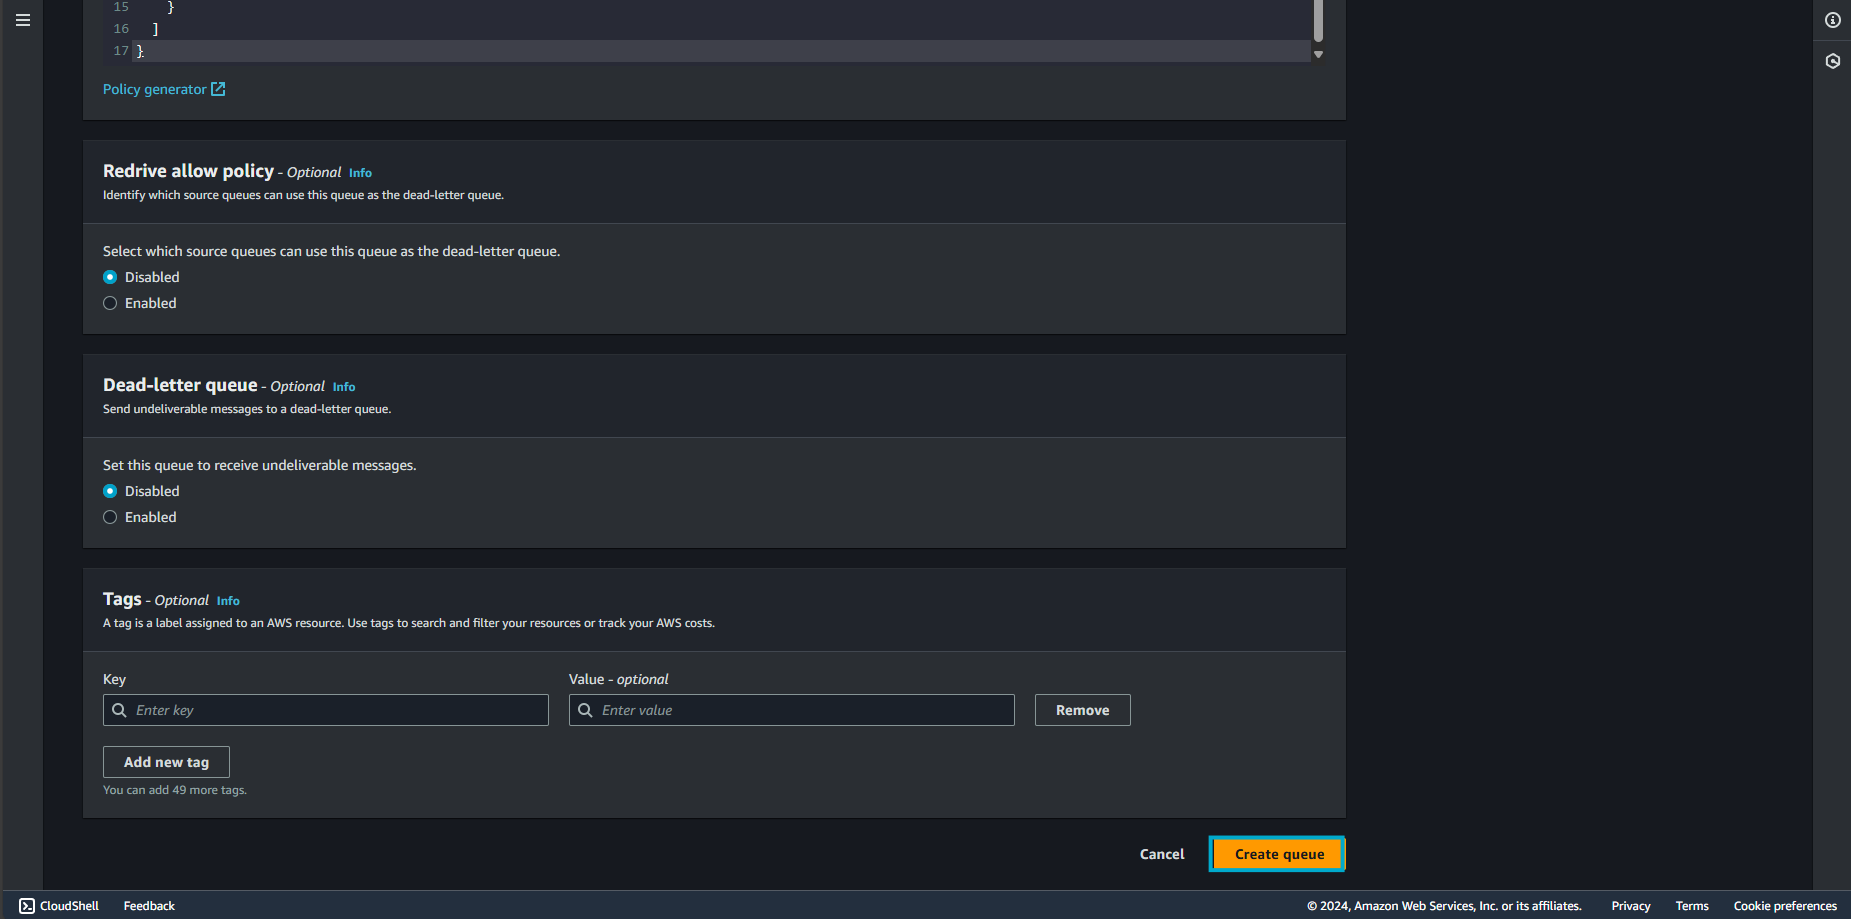 15 }
16 ]
17 }
Policy generator
Redrive allow policy - Optional Info
Identify which source queues can use this queue as the dead-letter queue.
Select which source queues can use this queue as the dead-letter queue.
Disabled
Enabled
Dead-letter queue - Optional Info
Send undeliverable messages to a dead-letter queue.
Set this queue to receive undeliverable messages.
Disabled
Enabled
Tags - Optional Info
A tag is a label assigned to an AWS resource. Use tags to search and filter your resources or track your AWS costs.
Key Value - optional
Enter key Enter value Remove
Add new tag
You can add 49 more tags.
Cancel Create queue
CloudShell Feedback © 2024, Amazon Web Services, Inc. or its affiliates. Privacy Terms Cookie preferences